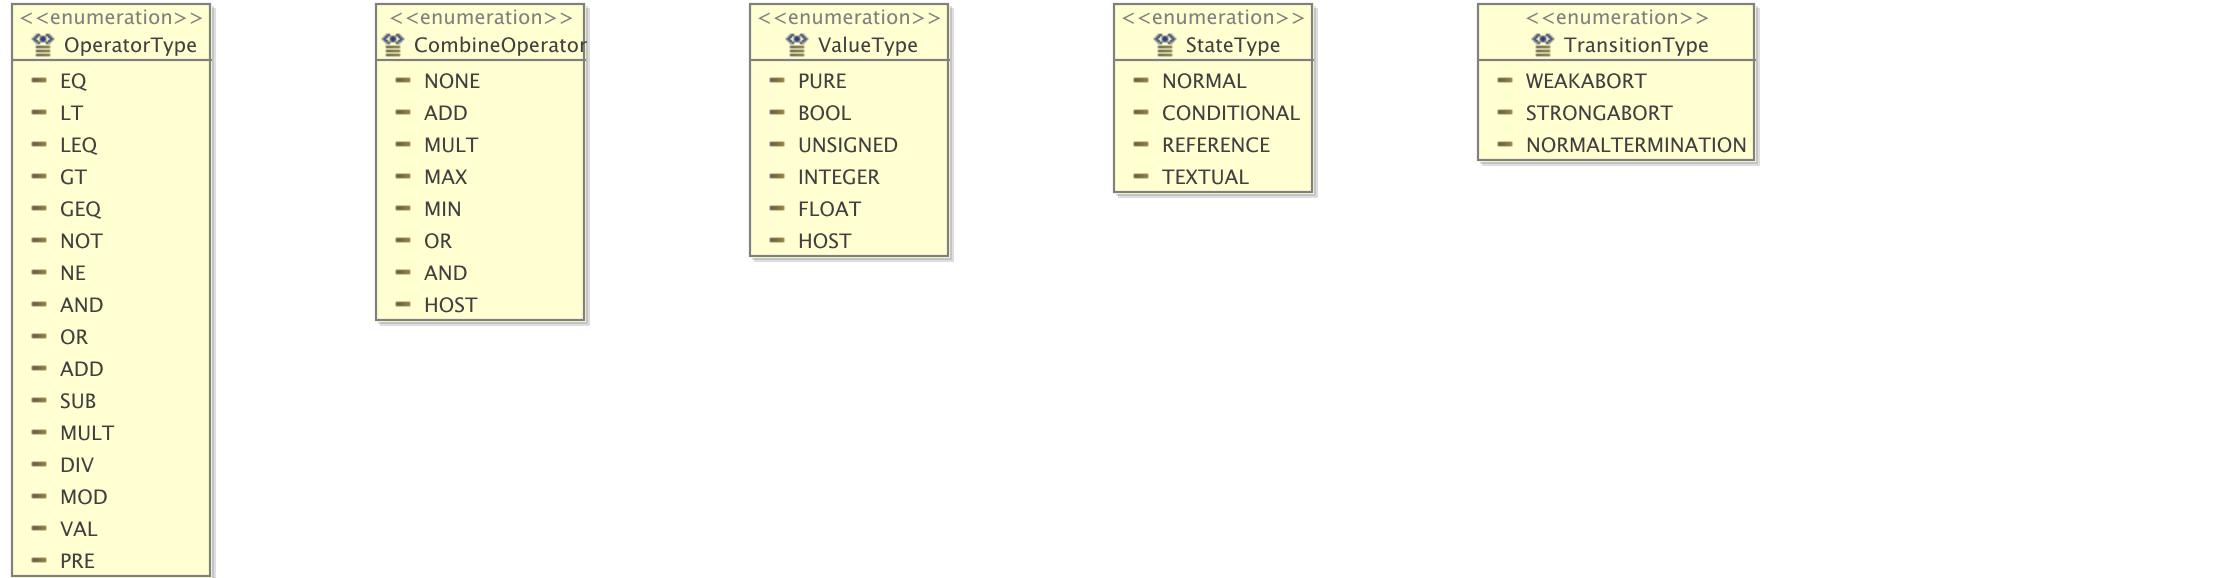 <<enumeration>>
OperatorType
EQ
LT
LEQ
GT
GEQ
NOT
NE
AND
OR
ADD
SUB
MULT
DIV
MOD
VAL
PRE
<<enumeration>>
CombineOperator
NONE
ADD
MULT
MAX
MIN
OR
AND
HOST
<<enumeration>>
ValueType
PURE
BOOL
UNSIGNED
INTEGER
FLOAT
HOST
<<enumeration>>
StateType
NORMAL
CONDITIONAL
REFERENCE
TEXTUAL
<<enumeration>>
TransitionType
WEAKABORT
STRONGABORT
NORMALTERMINATION